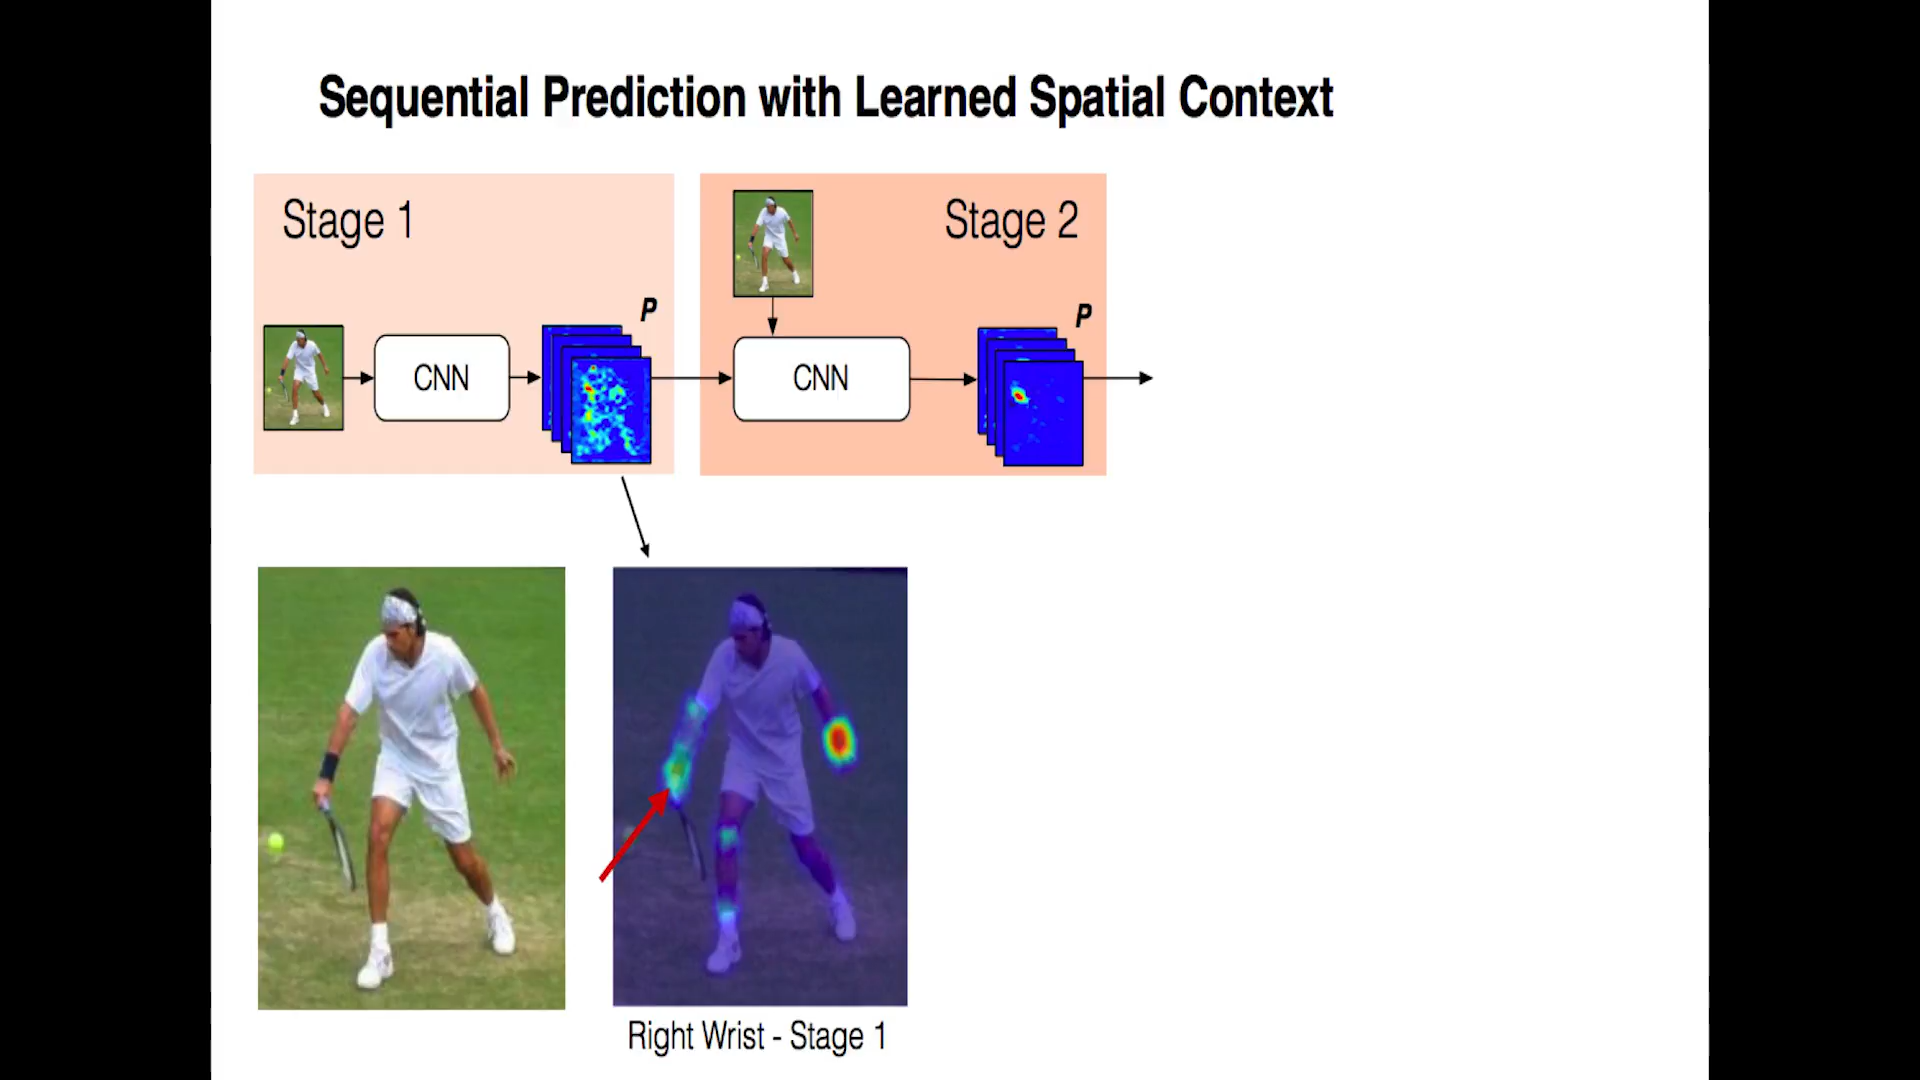 Sequential Prediction with Learned Spatial Context
Stage 1
Stage 2
P
P
CNN
CNN
Right Wrist - Stage 1